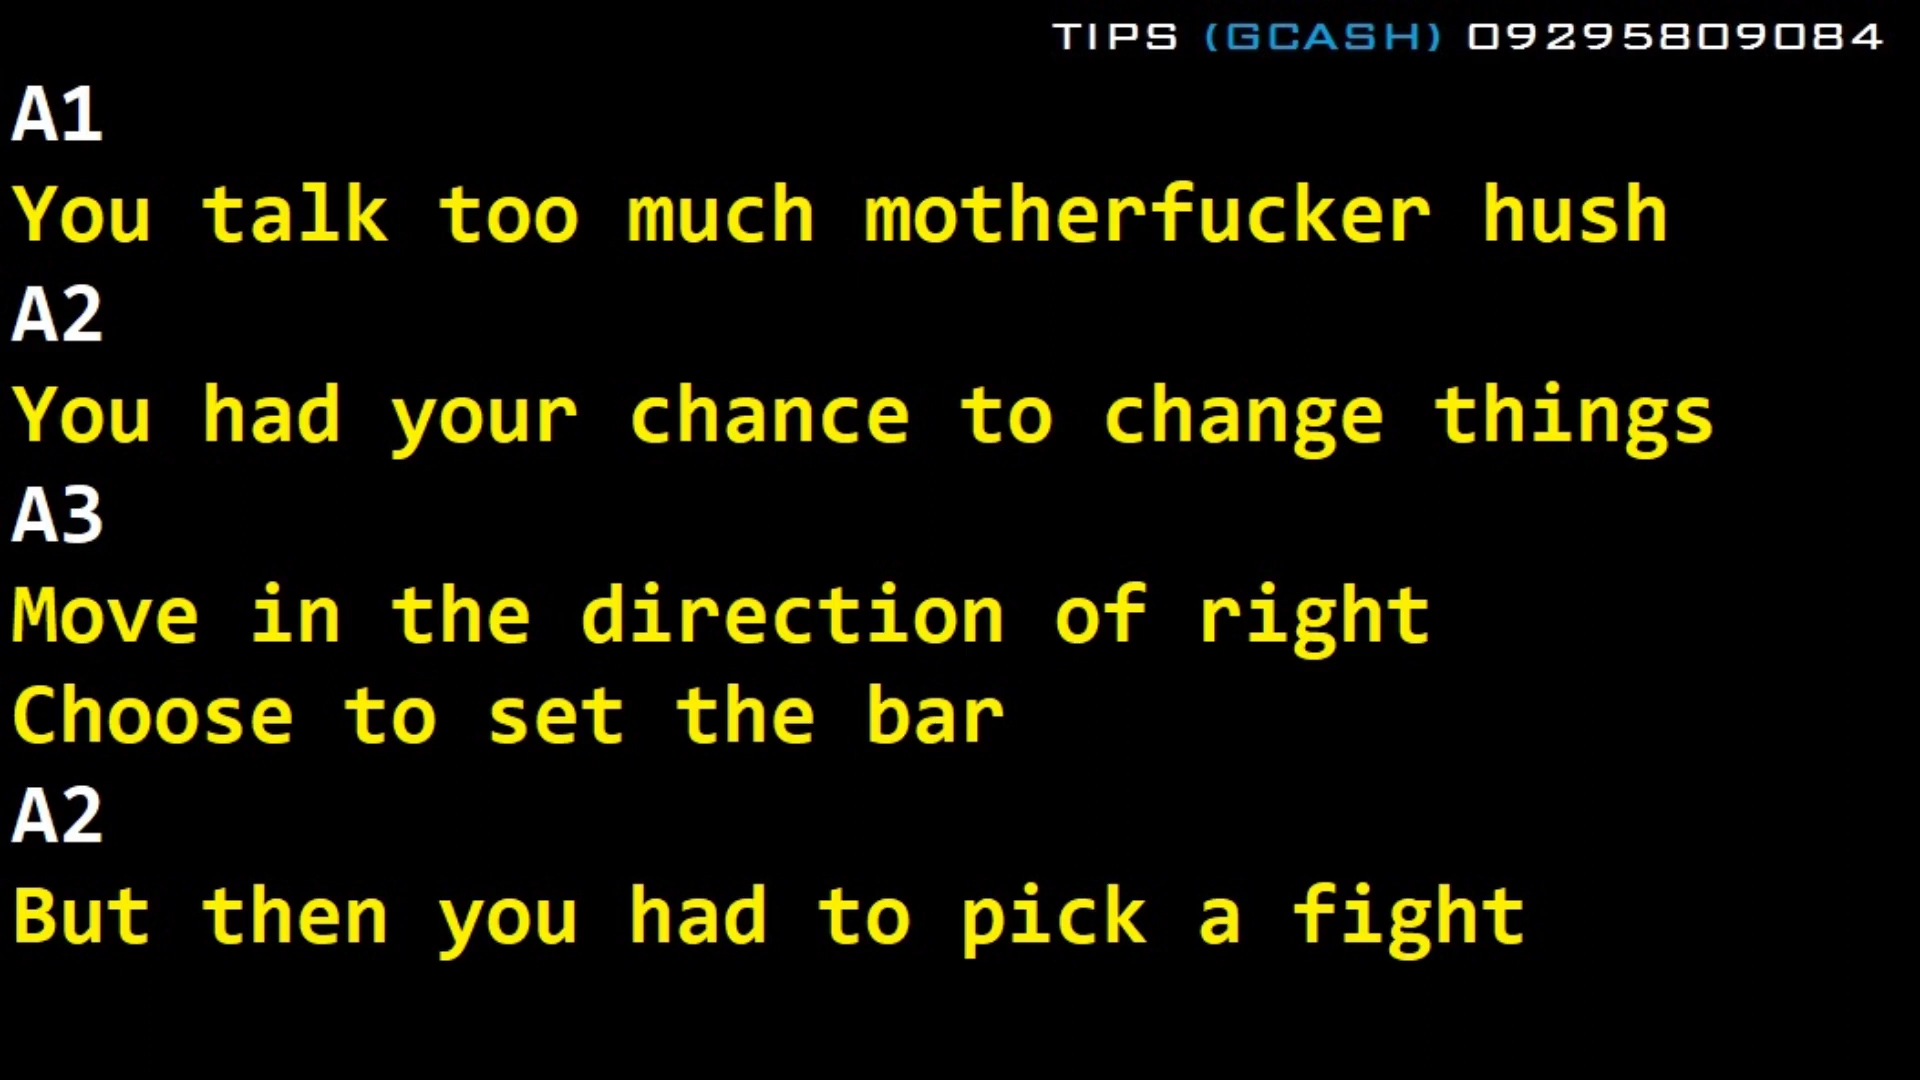 TIPS (GCASH) 09295809084
A1
You talk too much motherfucker hush
A2
You had your chance to change things
A3
Move in the direction of right
Choose to set the bar
A2
But then you had to pick a fight